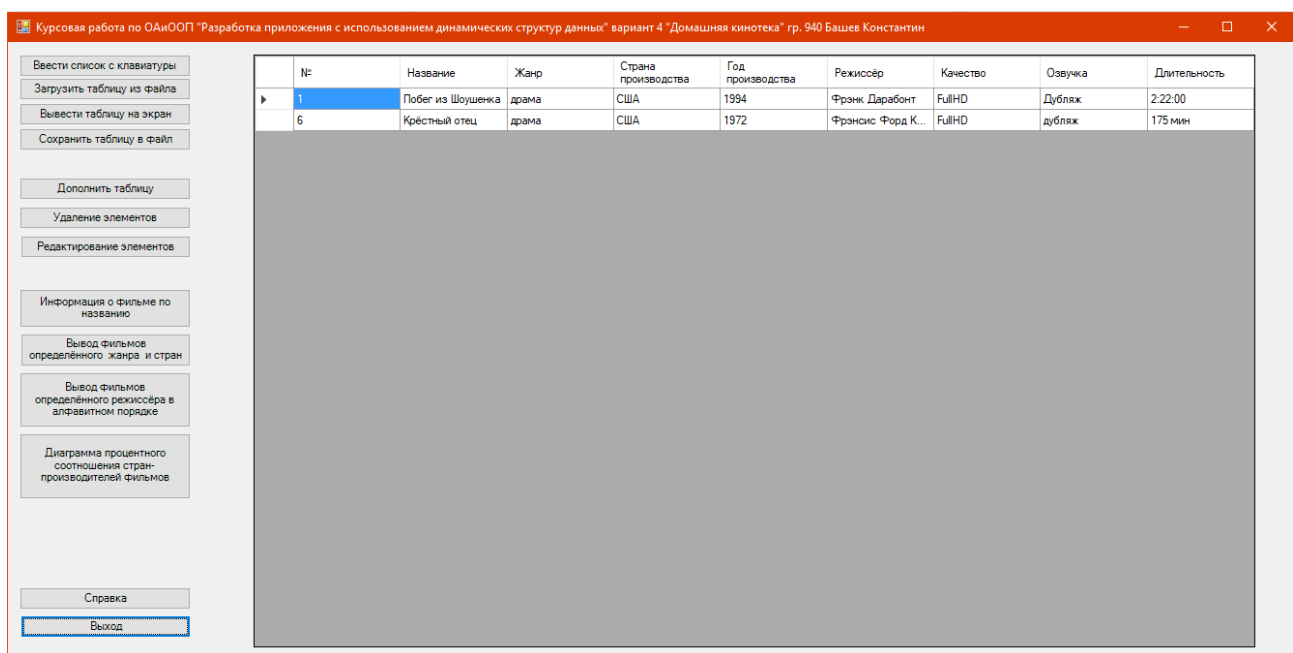 Курсовая работа по ОАиООП "Разработка приложения с использованием динамических структур данных" вариант 4 "Домашняя кинотека" гр. 940 Башев Константин
Ввести список с клавиатуры
Загрузить таблицу из файла
Вывести таблицу на экран
Сохранить таблицу в файл
Дополнить таблицу
Удаление элементов
Редактирование элементов
Информация о фильме по
названию
Вывод фильмов
определённого жанра и стран
Вывод фильмов
определённого режиссёра в
алфавитном порядке
Диаграмма процентного
соотношения стран-
производителей фильмов
Справка
Выход
№ Название Жанр Страна производства Год производства Режиссёр Качество Озвучка Длительность
1 Побег из Шоушенка драма США 1994 Фрэнк Дарабонт FullHD Дубляж 2:22:00
6 Крёстный отец драма США 1972 Фрэнсис Форд К... FullHD дубляж 175 мин